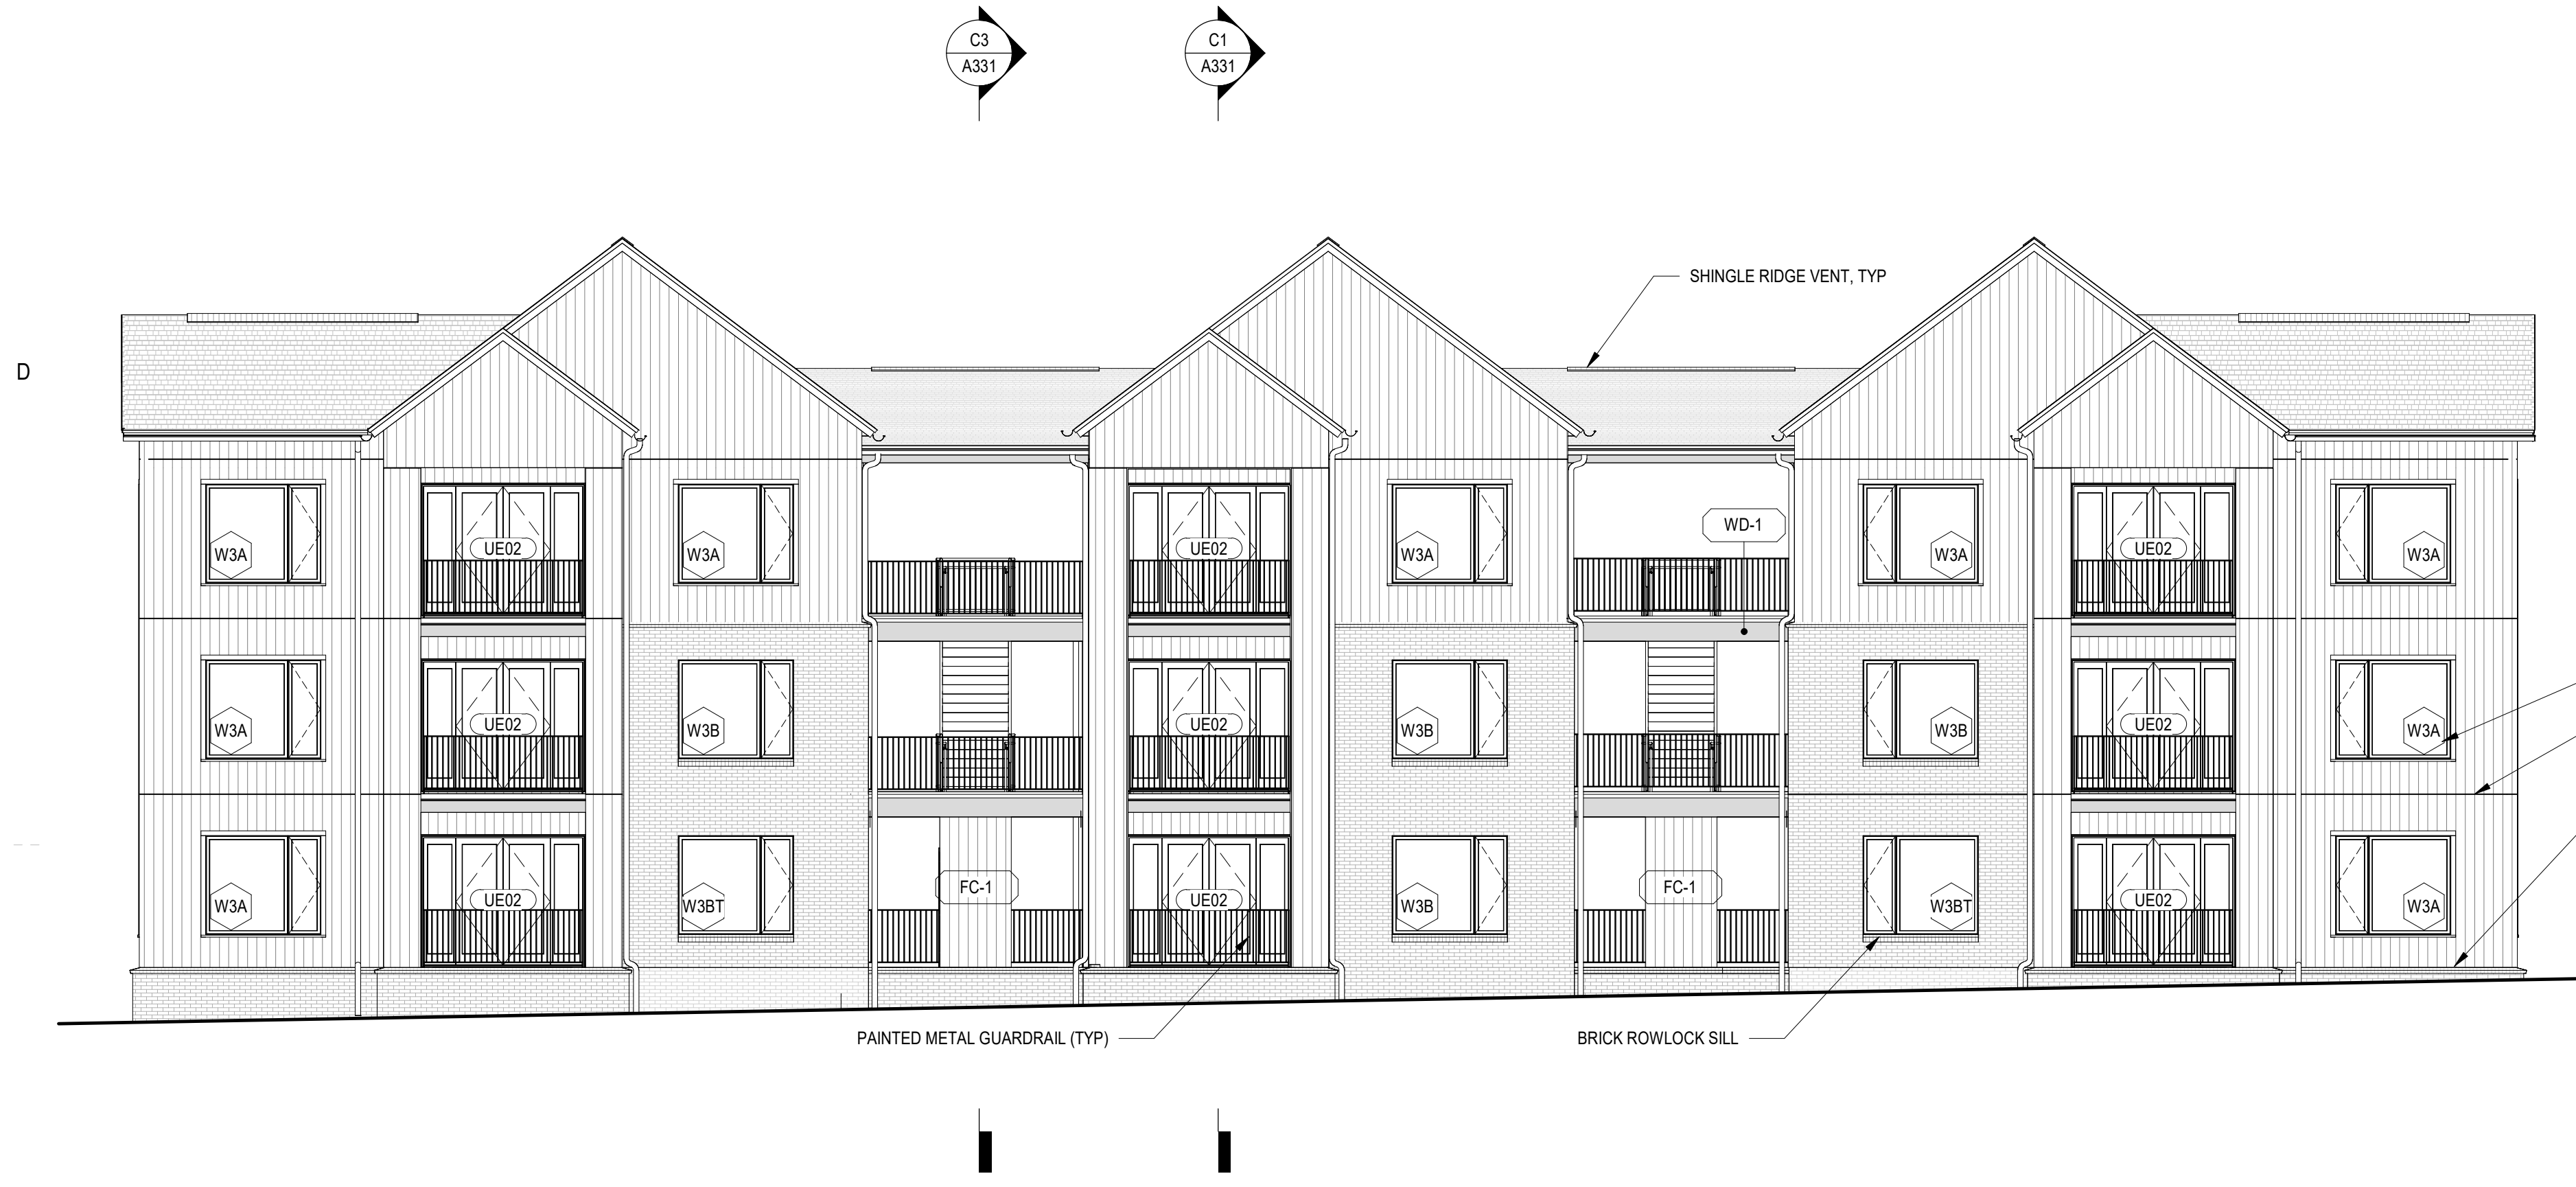 C3
A331
C1
A331
SHINGLE RIDGE VENT, TYP
D
WD-1
W3A
UE02
W3A
UE02
W3A
W3A
UE02
W3A
W3A
UE02
W3B
UE02
W3B
W3B
UE02
W3A
W3A
UE02
W3BT
FC-1
UE02
W3B
FC-1
W3BT
UE02
W3A
PAINTED METAL GUARDRAIL (TYP)
BRICK ROWLOCK SILL